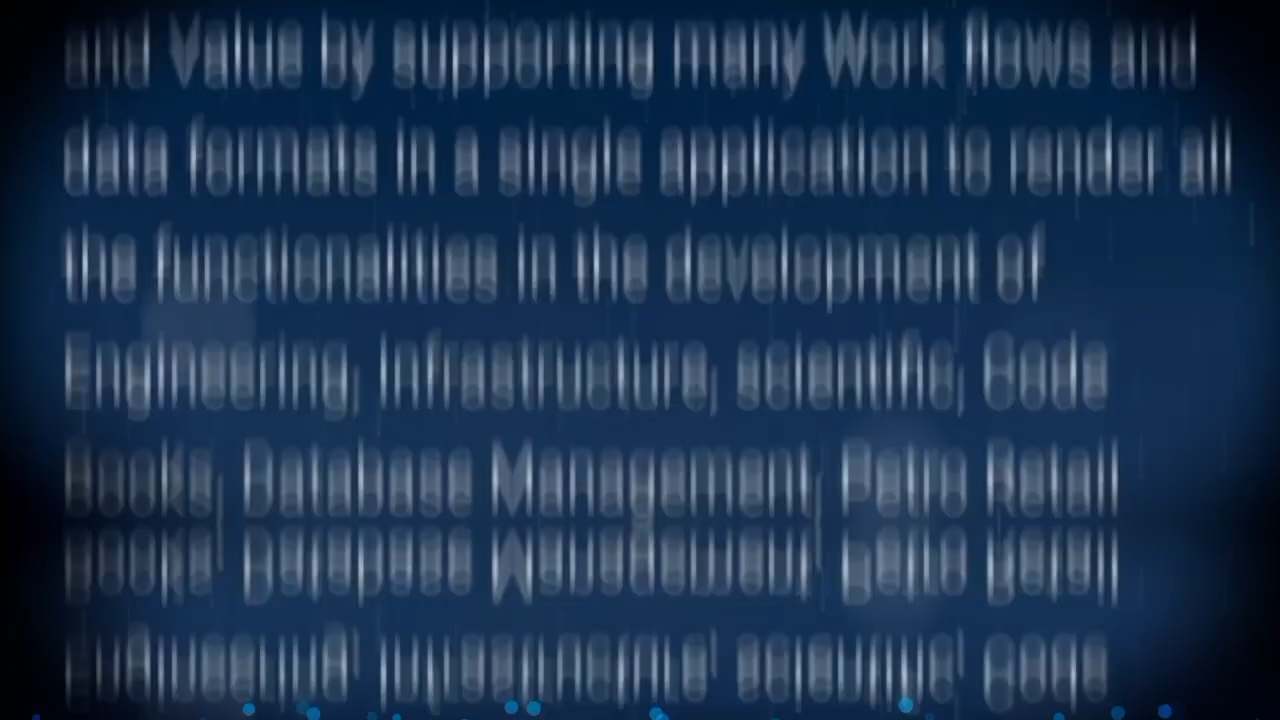 and Value by supporting many Work flows and
data formats in a single application to render all
the functionalities in the development of
Engineering, Infrastructure, scientific, Code
Books, Database Management, Petro Retail